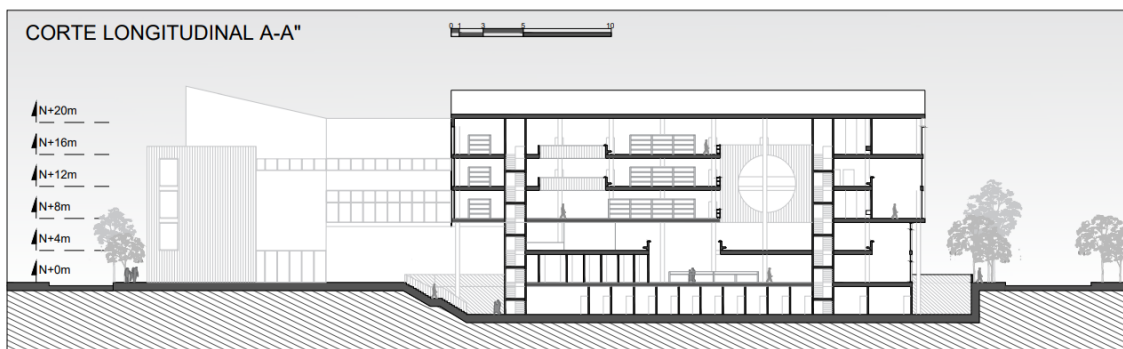 CORTE LONGITUDINAL A-A"
0 1 3 5 10
N+20m
N+16m
N+12m
N+8m
N+4m
N+0m